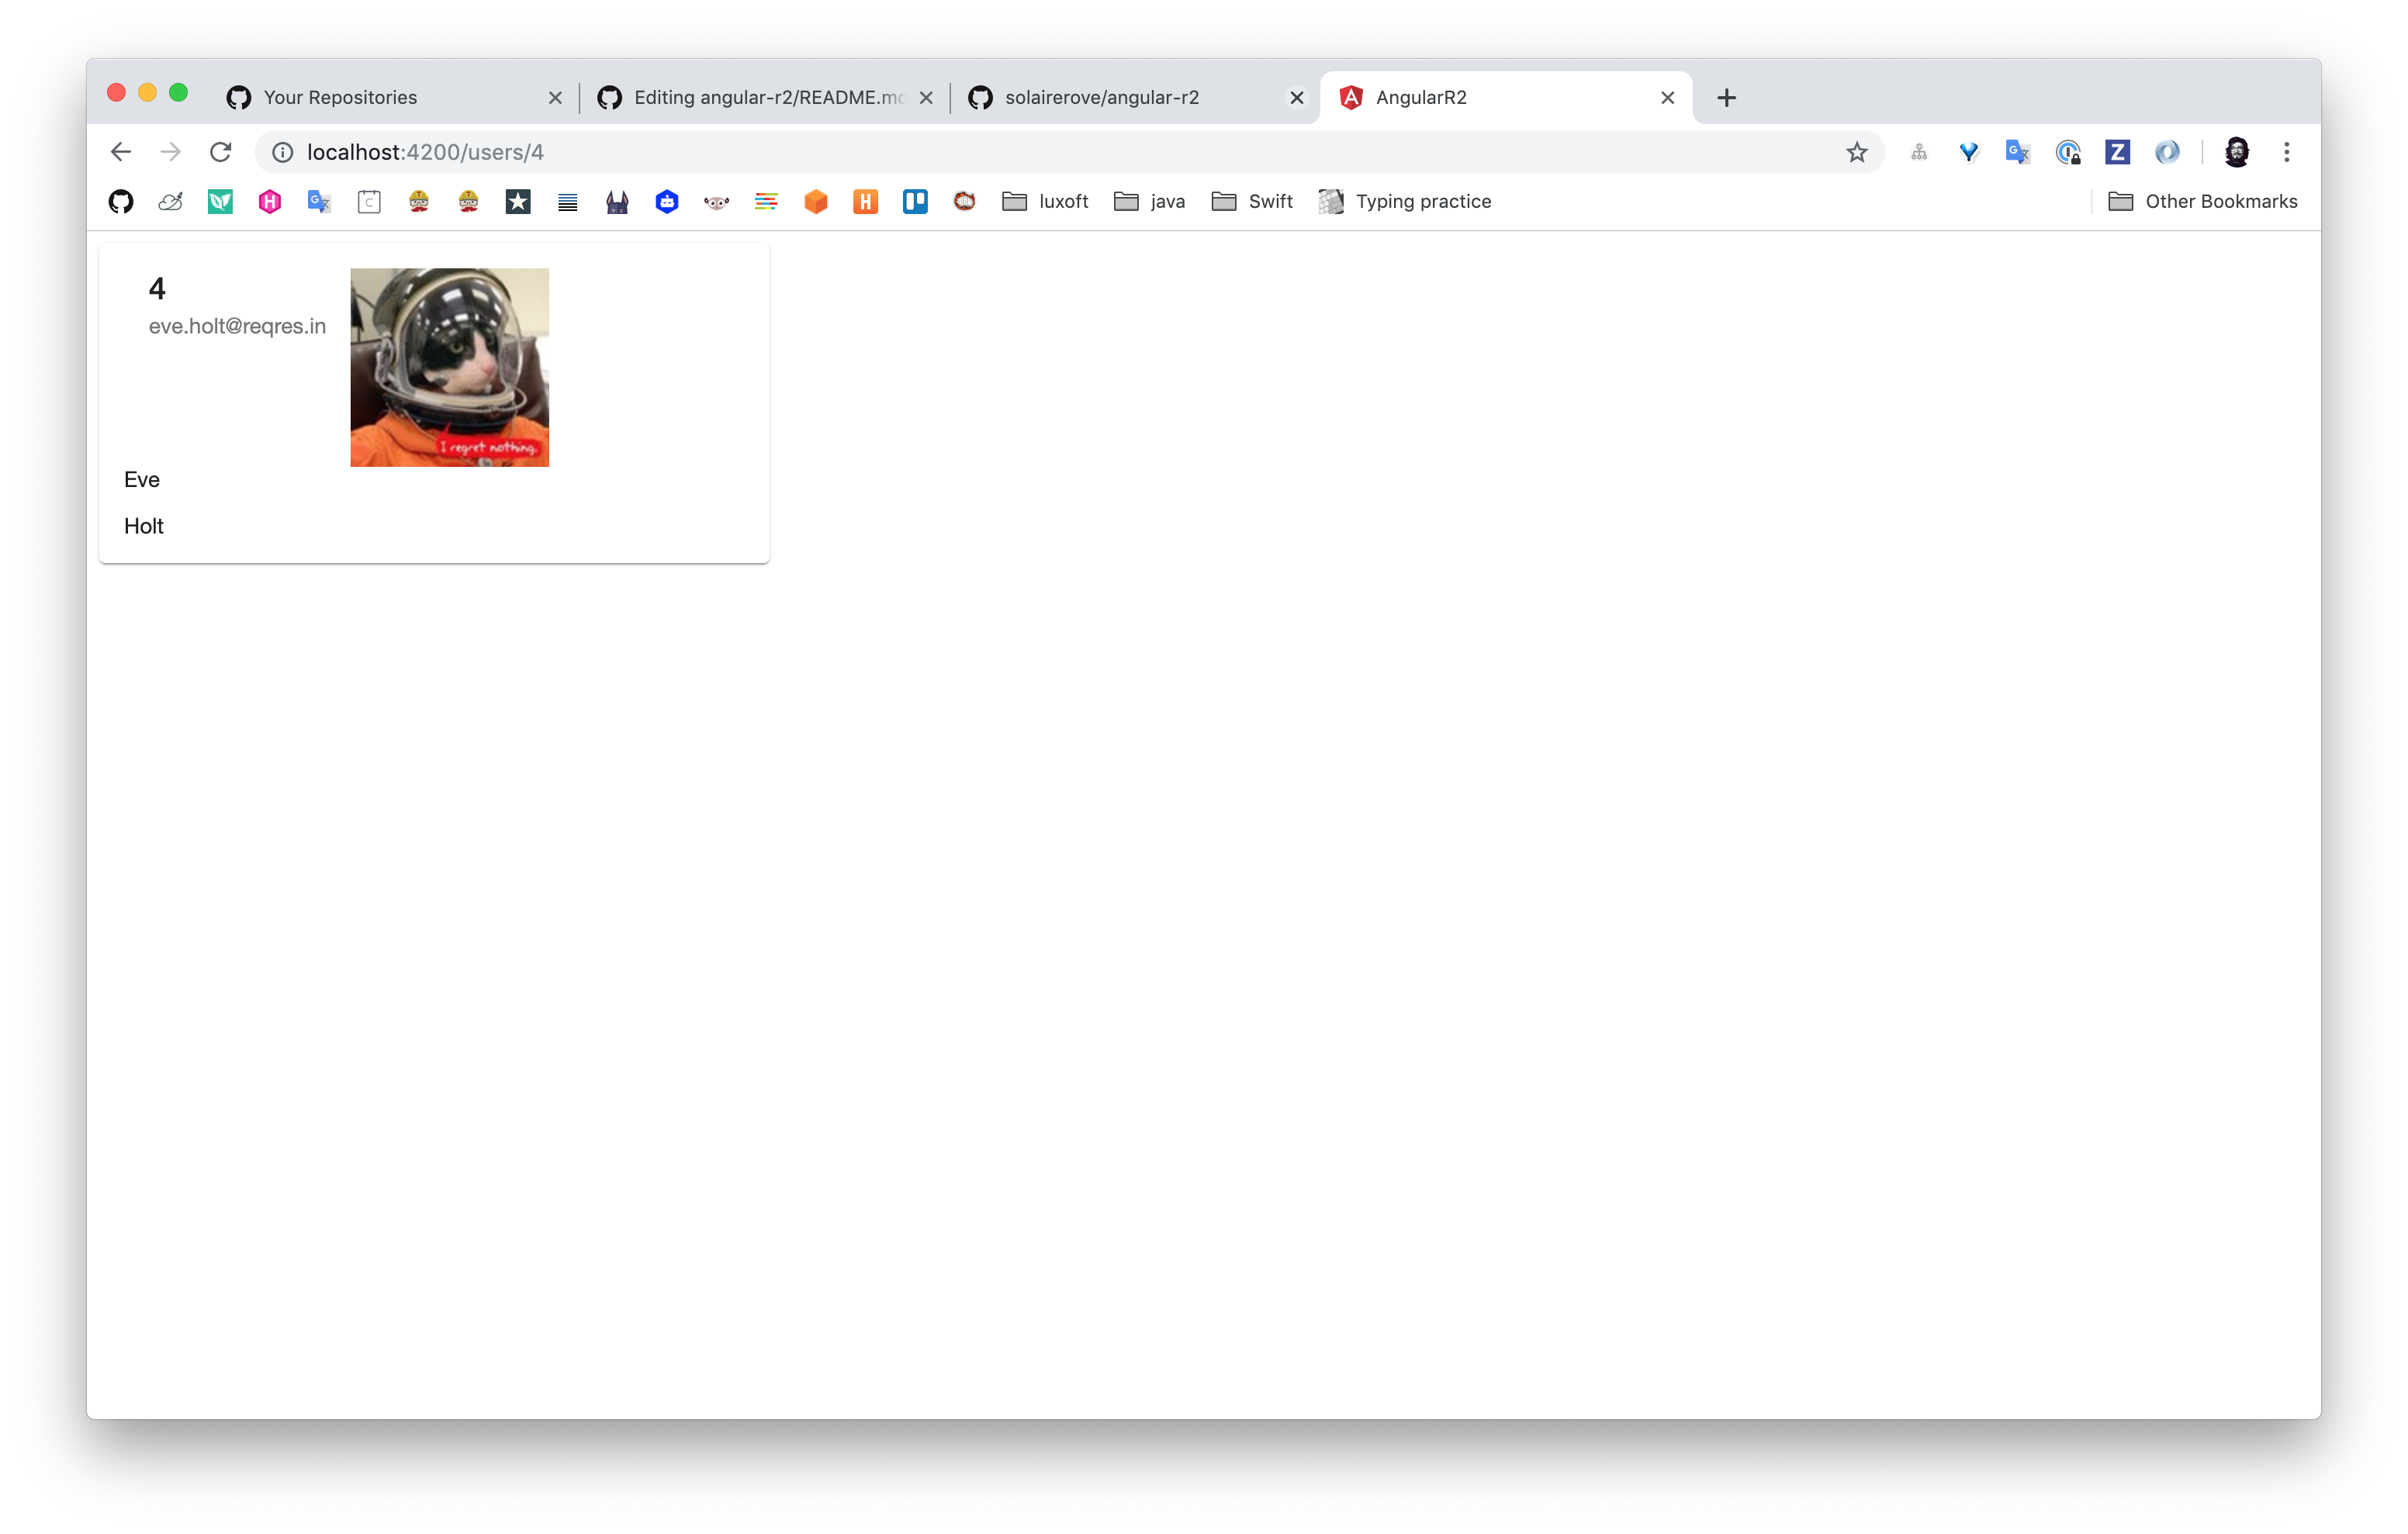 Your Repositories
Editing angular-r2/README.mc
solairerove/angular-r2
AngularR2
localhost:4200/users/4
luxoft
java
Swift
Typing practice
Other Bookmarks
4
eve.holt@reqres.in
I regret nothing.
Eve
Holt